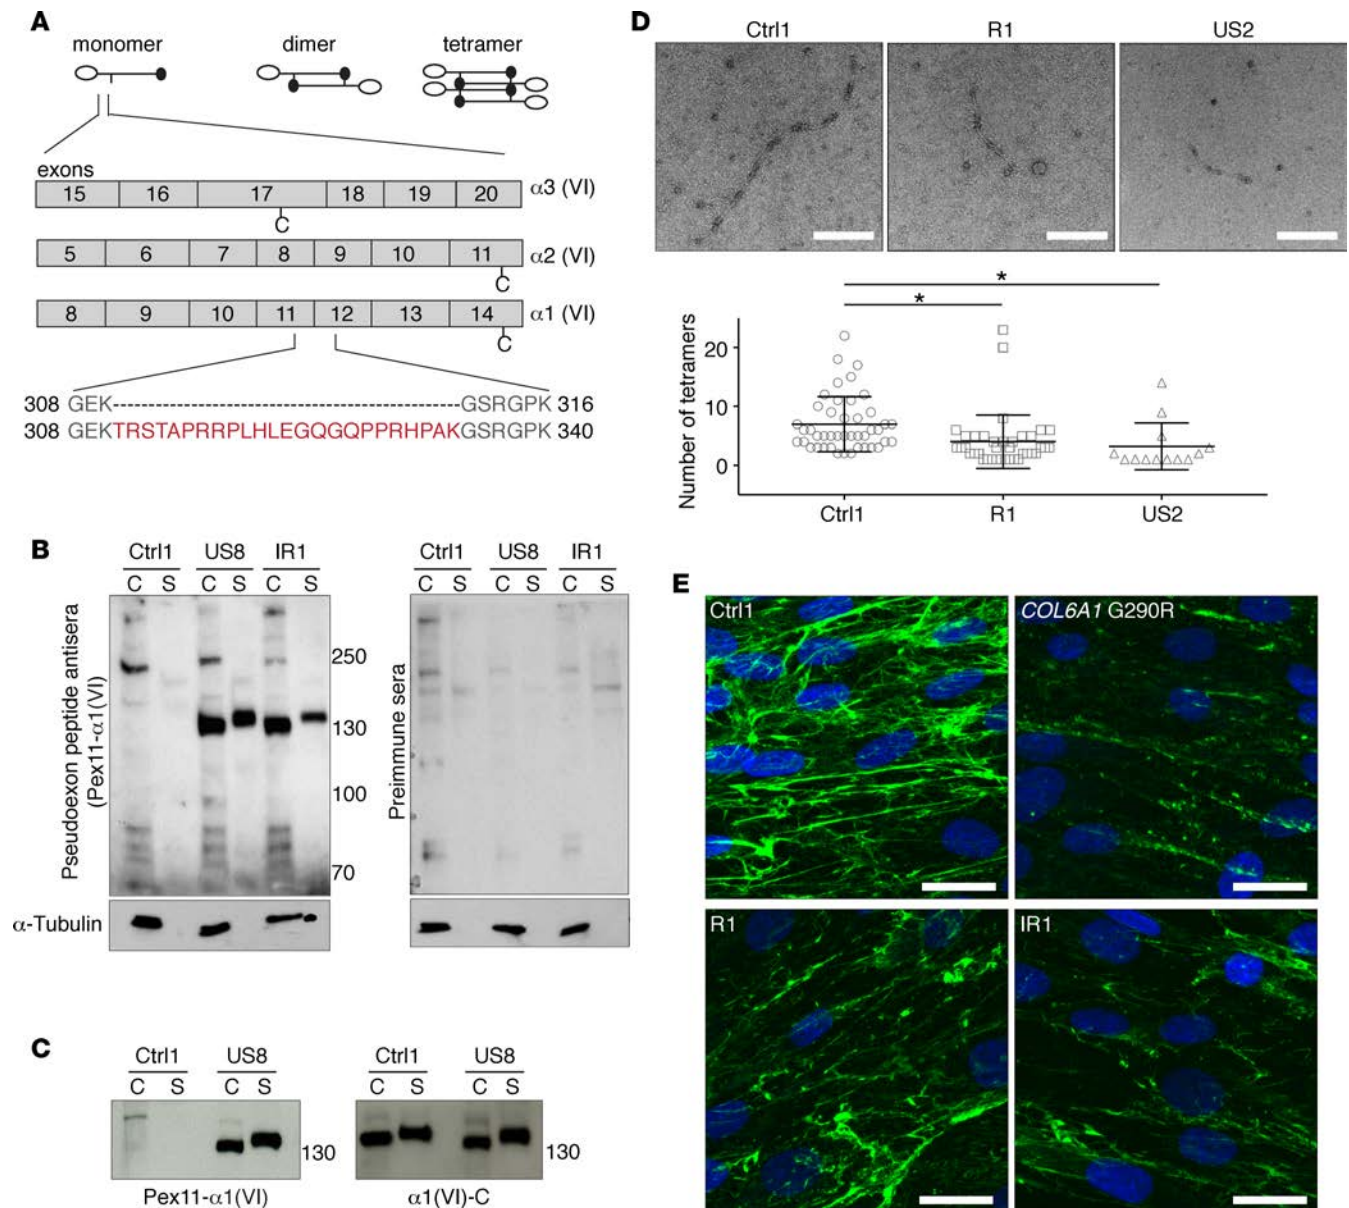 A
monomer
dimer
tetramer
exons
15 16 17 18 19 20 α3 (VI)
C
5 6 7 8 9 10 11 α2 (VI)
C
8 9 10 11 12 13 14 α1 (VI)
C
308 GEK---------------------------------GSRGPK 316
308 GEKTRSTAPRRPLHLEGQGQPPRHPAKGSRGPK 340
B
Ctrl1 US8 IR1
C S C S C S
Pseudoexon peptide antisera
(Pex11-α1(VI)
250
130
100
70
α-Tubulin
Ctrl1 US8 IR1
C S C S C S
Preimmune sera
C
Ctrl1 US8
C S C S
130
Pex11-α1(VI)
Ctrl1 US8
C S C S
130
α1(VI)-C
D
Ctrl1 R1 US2
*
*
Number of tetramers
20
10
0
Ctrl1 R1 US2
E
Ctrl1
COL6A1 G290R
R1
IR1